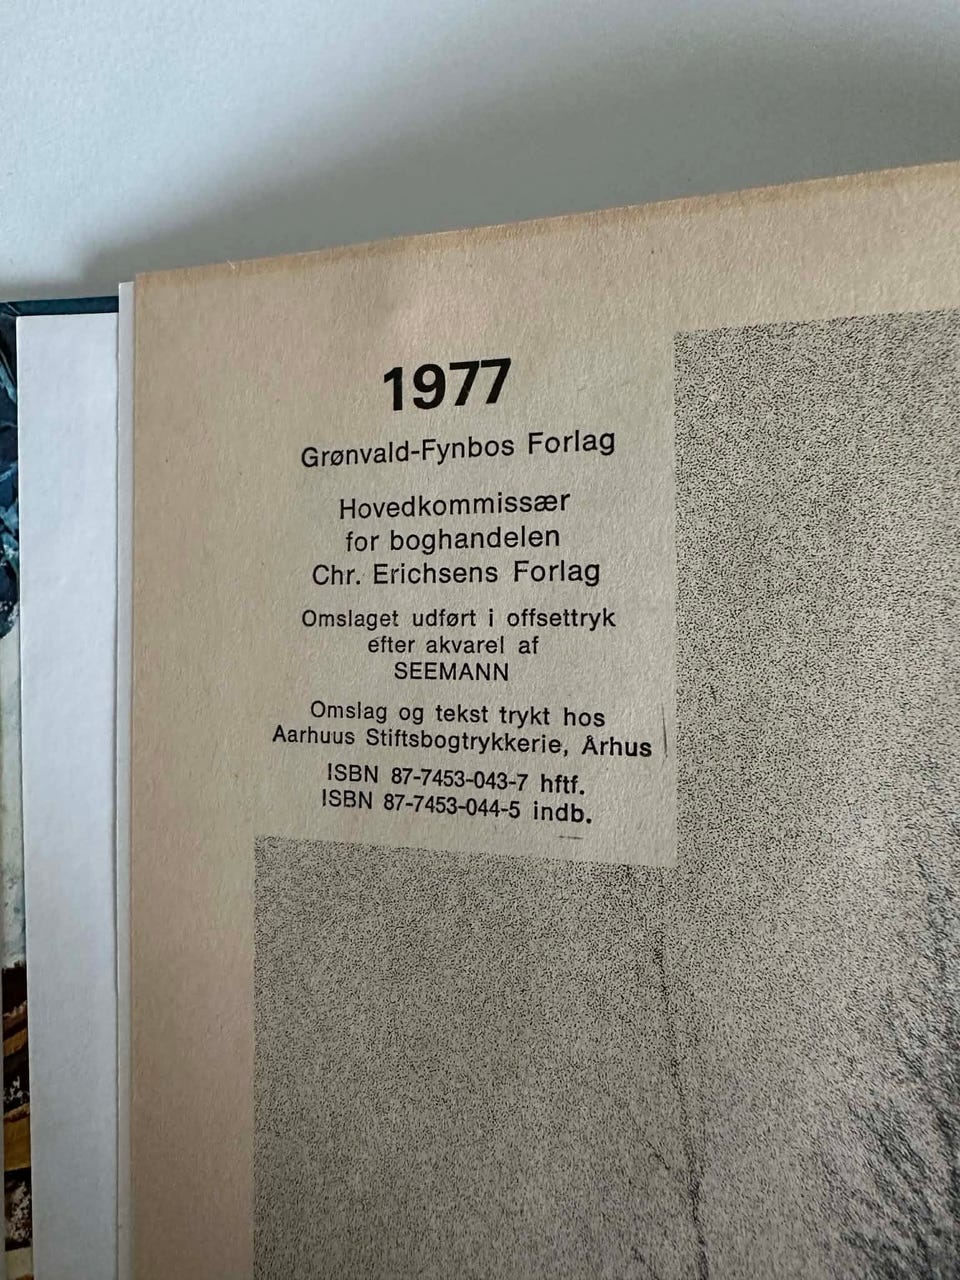 1977
Grønvald-Fynbos Forlag
Hovedkommissær
for boghandelen
Chr. Erichsens Forlag
Omslaget udført i offsettryk
efter akvarel af
SEEMANN
Omslag og tekst trykt hos
Aarhuus Stiftsbogtrykkerie, Århus
ISBN 87-7453-043-7 hftf.
ISBN 87-7453-044-5 indb.